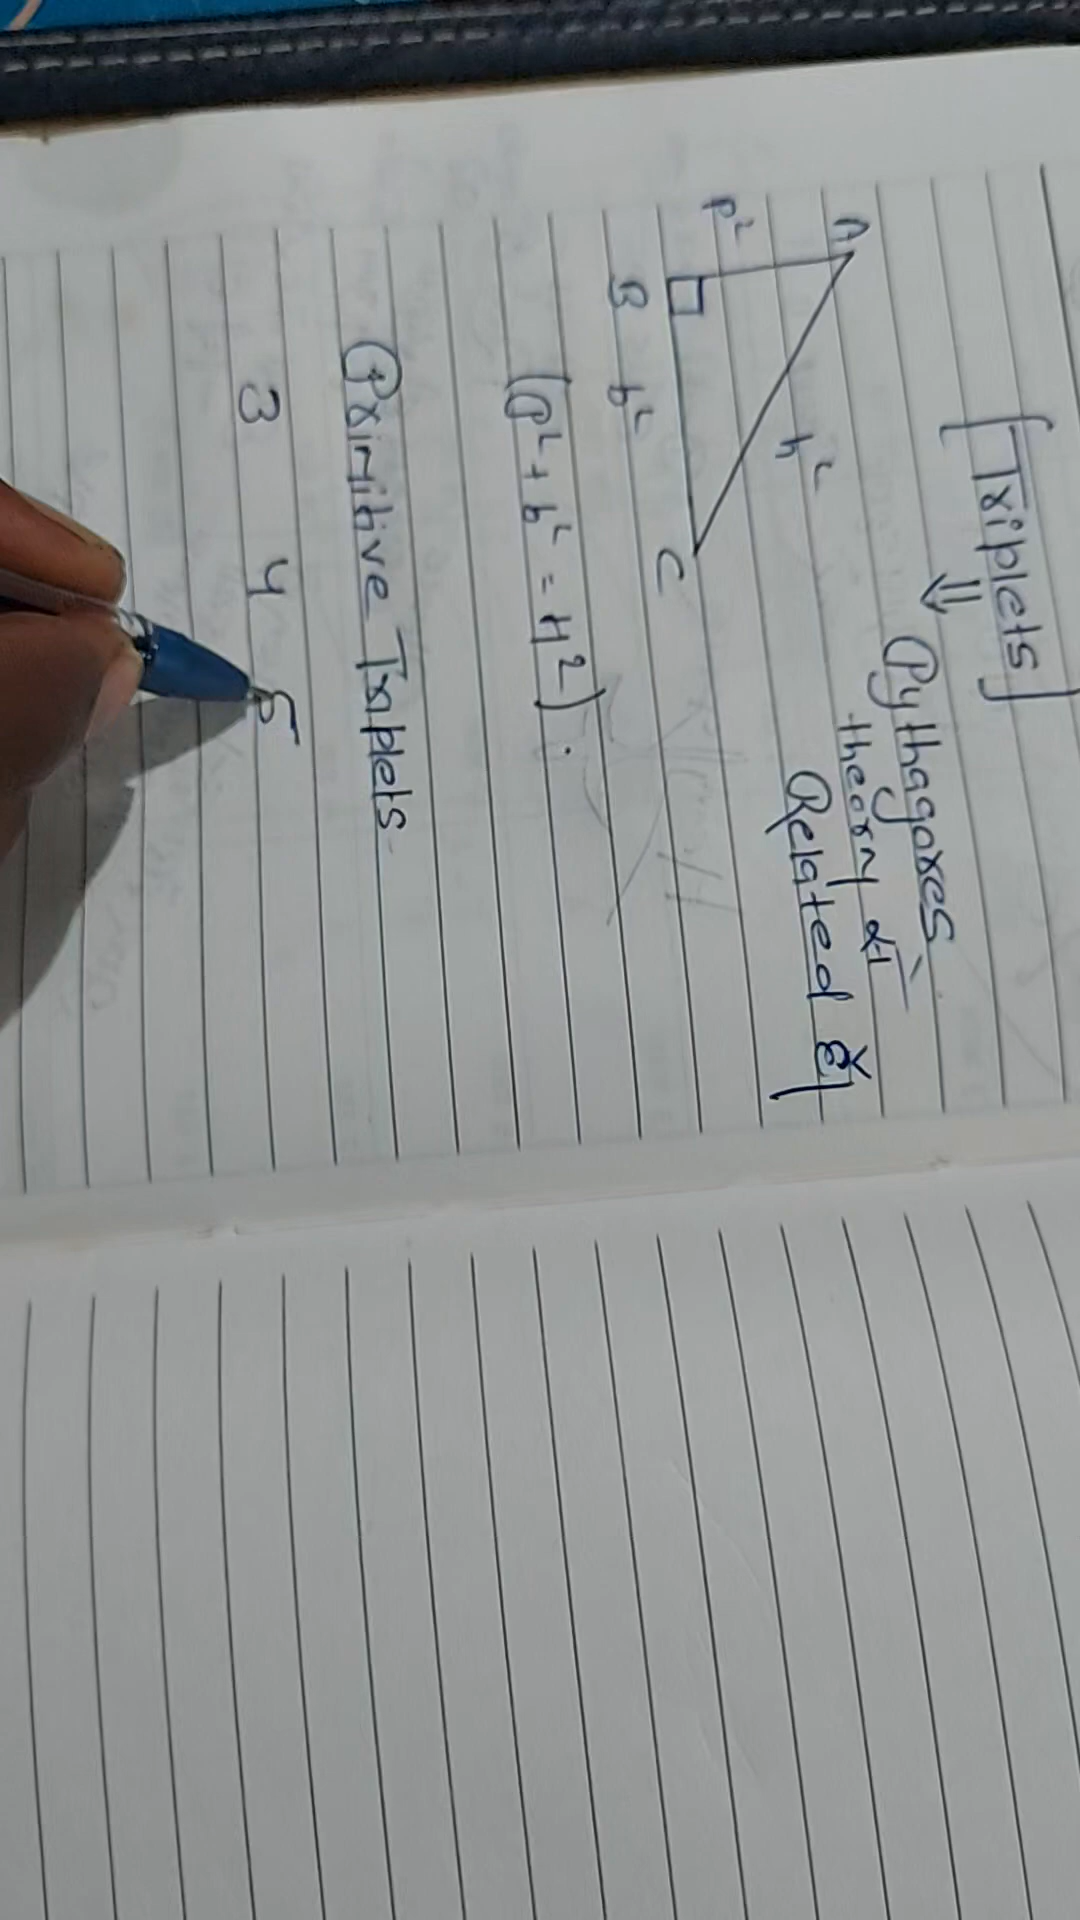 [Triplets]
⇓
Pythagores
theory से
Related है|
A
p² h²
B b² C
(P² + b² = H²).
Primitive Triplets.
3 4 5